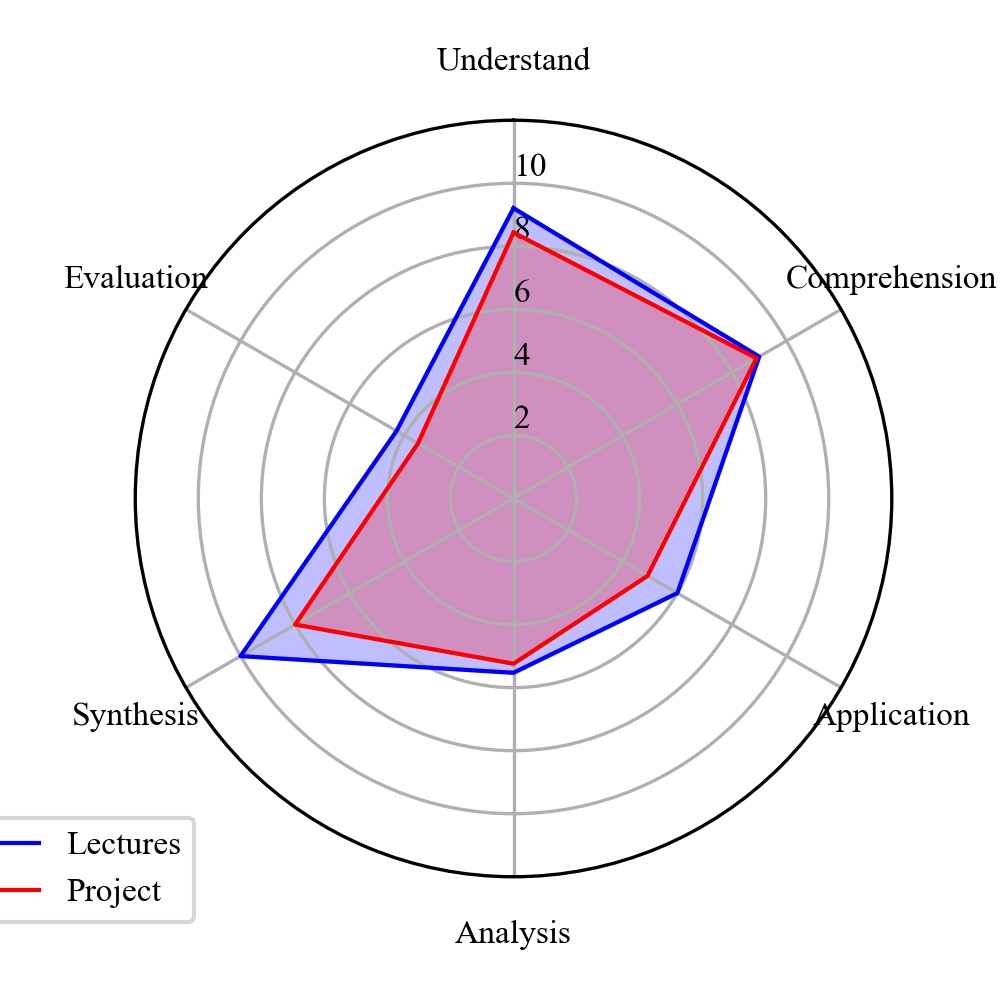 Understand
10
8
6
4
2
Evaluation
Comprehension
Synthesis
Application
Lectures
Project
Analysis